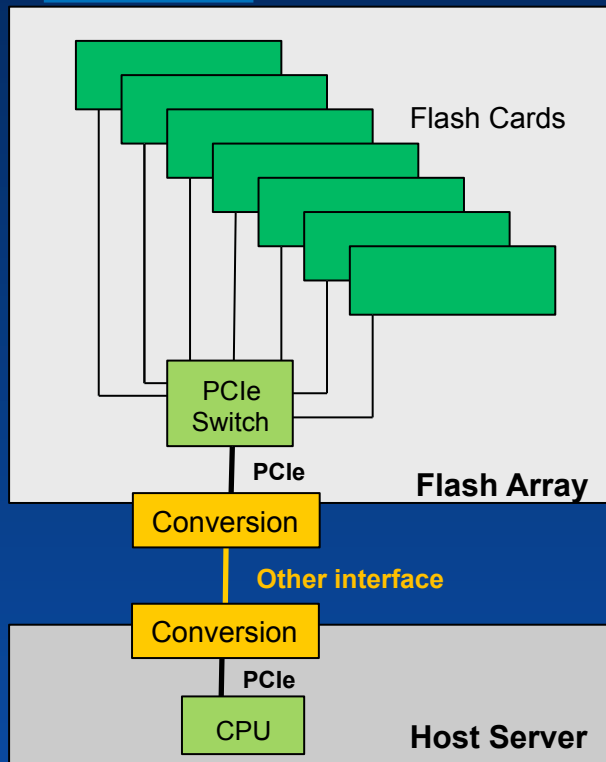 Flash Cards
PCIe
Switch
PCIe
Flash Array
Conversion
Other interface
Conversion
PCIe
CPU
Host Server